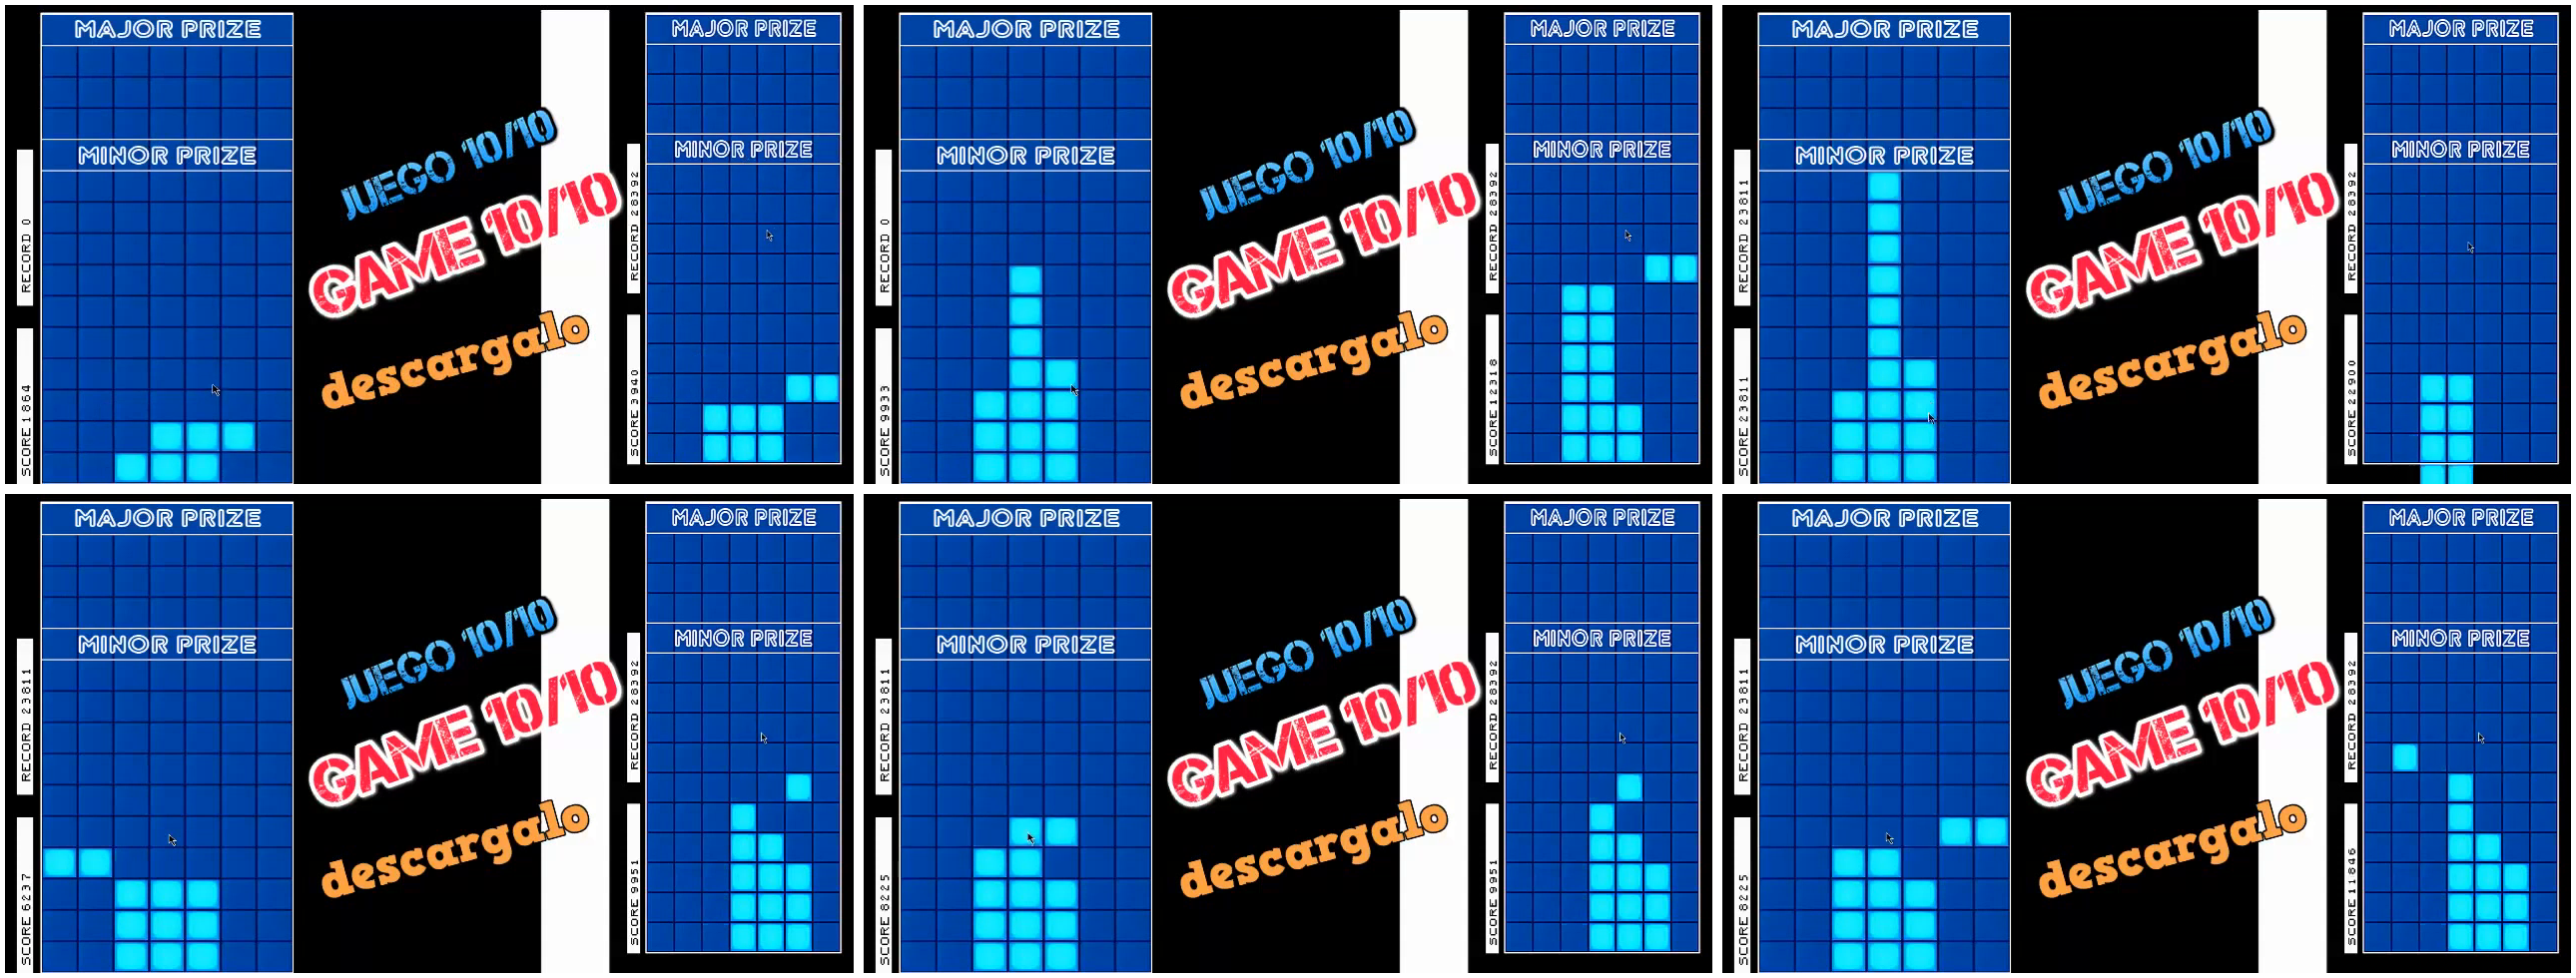 MAJOR PRIZE
MINOR PRIZE
RECORD 0
SCORE 1864
JUEGO 10/10
GAME 10/10
descargalo
MAJOR PRIZE
MINOR PRIZE
RECORD 28392
SCORE 3940
MAJOR PRIZE
MINOR PRIZE
RECORD 0
SCORE 9933
JUEGO 10/10
GAME 10/10
descargalo
MAJOR PRIZE
MINOR PRIZE
RECORD 28392
SCORE 12318
MAJOR PRIZE
MINOR PRIZE
RECORD 23811
SCORE 23811
JUEGO 10/10
GAME 10/10
descargalo
MAJOR PRIZE
MINOR PRIZE
RECORD 28392
SCORE 22900
MAJOR PRIZE
MINOR PRIZE
RECORD 23811
SCORE 6237
JUEGO 10/10
GAME 10/10
descargalo
MAJOR PRIZE
MINOR PRIZE
RECORD 28392
SCORE 9951
MAJOR PRIZE
MINOR PRIZE
RECORD 23811
SCORE 8225
JUEGO 10/10
GAME 10/10
descargalo
MAJOR PRIZE
MINOR PRIZE
RECORD 28392
SCORE 9951
MAJOR PRIZE
MINOR PRIZE
RECORD 23811
SCORE 8225
JUEGO 10/10
GAME 10/10
descargalo
MAJOR PRIZE
MINOR PRIZE
RECORD 28392
SCORE 11846